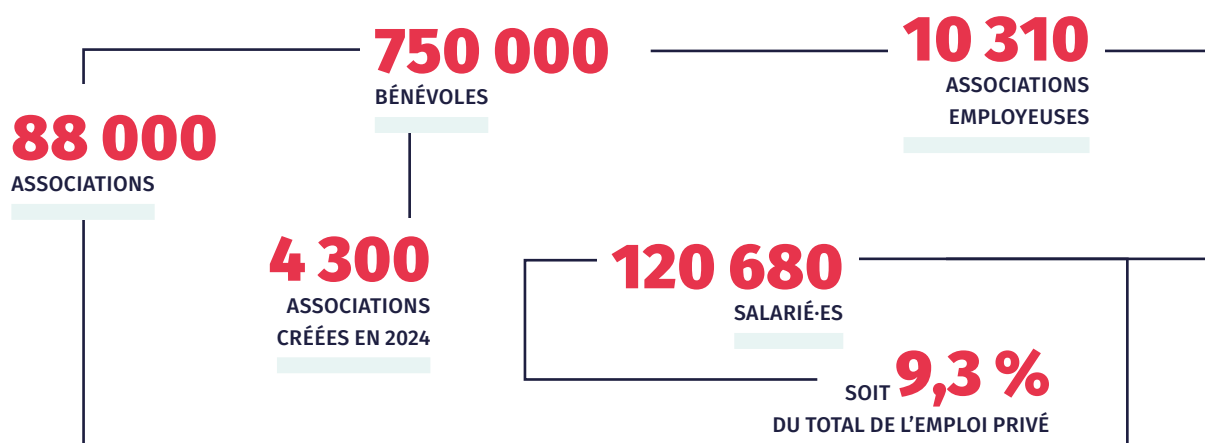 88 000
ASSOCIATIONS
750 000
BÉNÉVOLES
10 310
ASSOCIATIONS
EMPLOYEUSES
4 300
ASSOCIATIONS
CRÉÉES EN 2024
120 680
SALARIÉ·ES
SOIT 9,3 %
DU TOTAL DE L’EMPLOI PRIVÉ